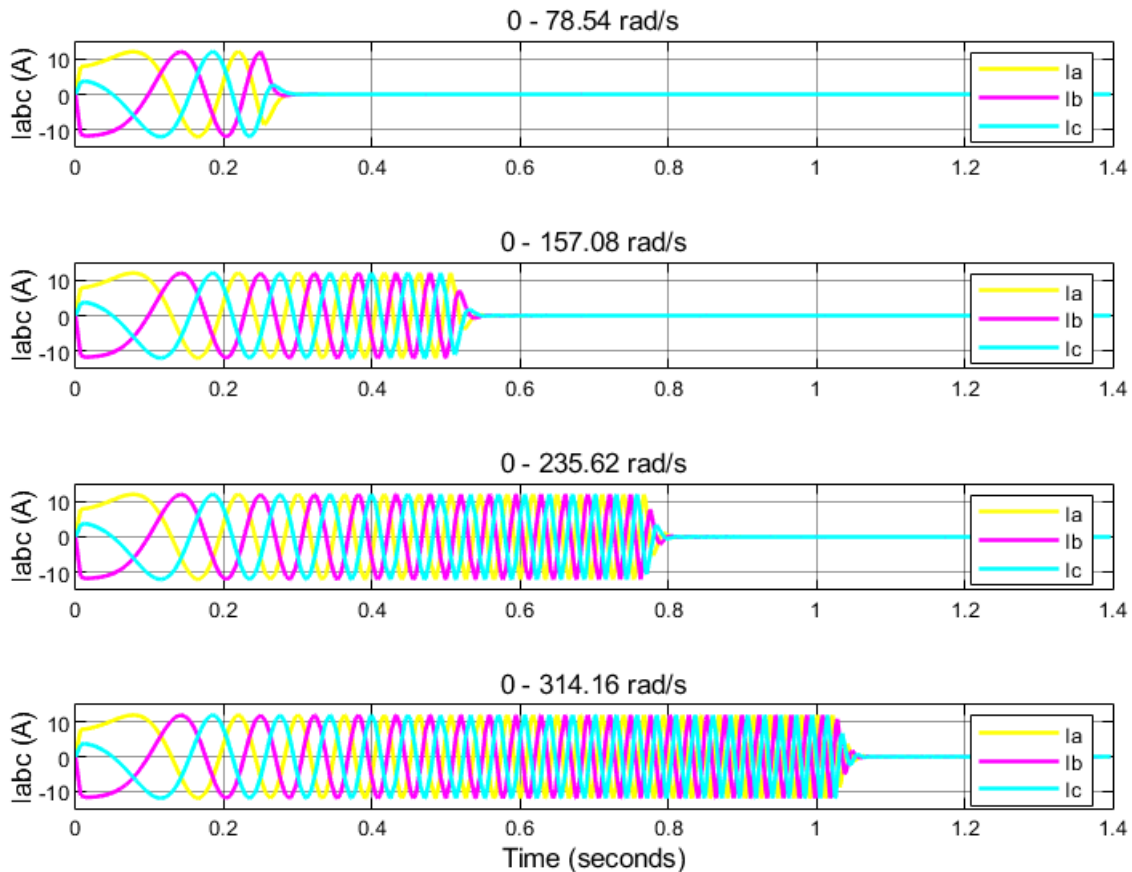 0 - 78.54 rad/s
Iabc (A)
10
0
-10
Ia
Ib
Ic
0 0.2 0.4 0.6 0.8 1 1.2 1.4
0 - 157.08 rad/s
Iabc (A)
10
0
-10
Ia
Ib
Ic
0 0.2 0.4 0.6 0.8 1 1.2 1.4
0 - 235.62 rad/s
Iabc (A)
10
0
-10
Ia
Ib
Ic
0 0.2 0.4 0.6 0.8 1 1.2 1.4
0 - 314.16 rad/s
Iabc (A)
10
0
-10
Ia
Ib
Ic
0 0.2 0.4 0.6 0.8 1 1.2 1.4
Time (seconds)